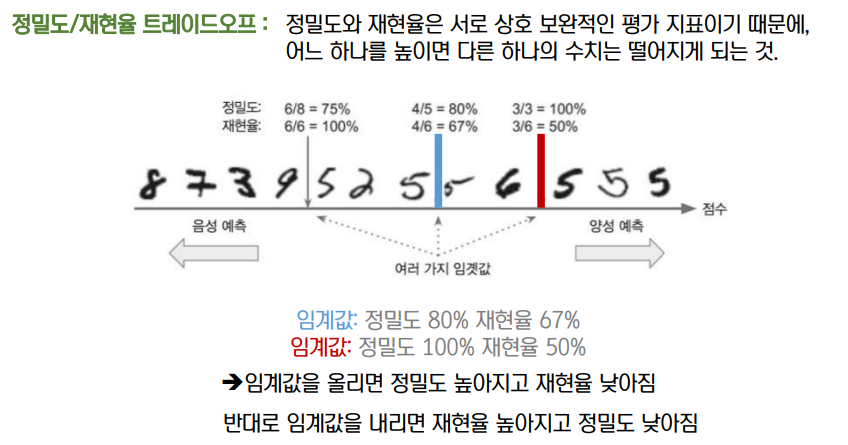 정밀도/재현율 트레이드오프 : 정밀도와 재현율은 서로 상호 보완적인 평가 지표이기 때문에,
어느 하나를 높이면 다른 하나의 수치는 떨어지게 되는 것.
정밀도: 6/8 = 75% 4/5 = 80% 3/3 = 100%
재현율: 6/6 = 100% 4/6 = 67% 3/6 = 50%
8 7 3 9 5 2 5 5 6 5 5 5
점수
음성 예측 양성 예측
여러 가지 임곗값
임계값: 정밀도 80% 재현율 67%
임계값: 정밀도 100% 재현율 50%
➔임계값을 올리면 정밀도 높아지고 재현율 낮아짐
반대로 임계값을 내리면 재현율 높아지고 정밀도 낮아짐